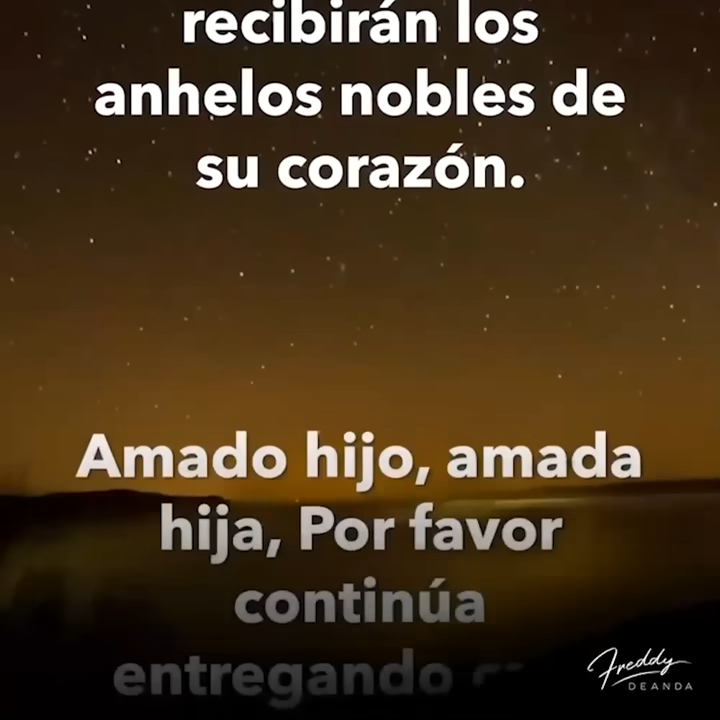 recibirán los
anhelos nobles de
su corazón.
Amado hijo, amada
hija, Por favor
continúa
entregando
Freddy
DEANDA